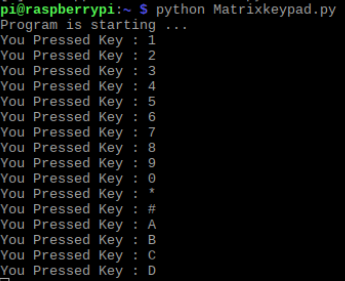 pi@raspberrypi:~ $ python Matrixkeypad.py
Program is starting ...
You Pressed Key : 1
You Pressed Key : 2
You Pressed Key : 3
You Pressed Key : 4
You Pressed Key : 5
You Pressed Key : 6
You Pressed Key : 7
You Pressed Key : 8
You Pressed Key : 9
You Pressed Key : 0
You Pressed Key : *
You Pressed Key : #
You Pressed Key : A
You Pressed Key : B
You Pressed Key : C
You Pressed Key : D